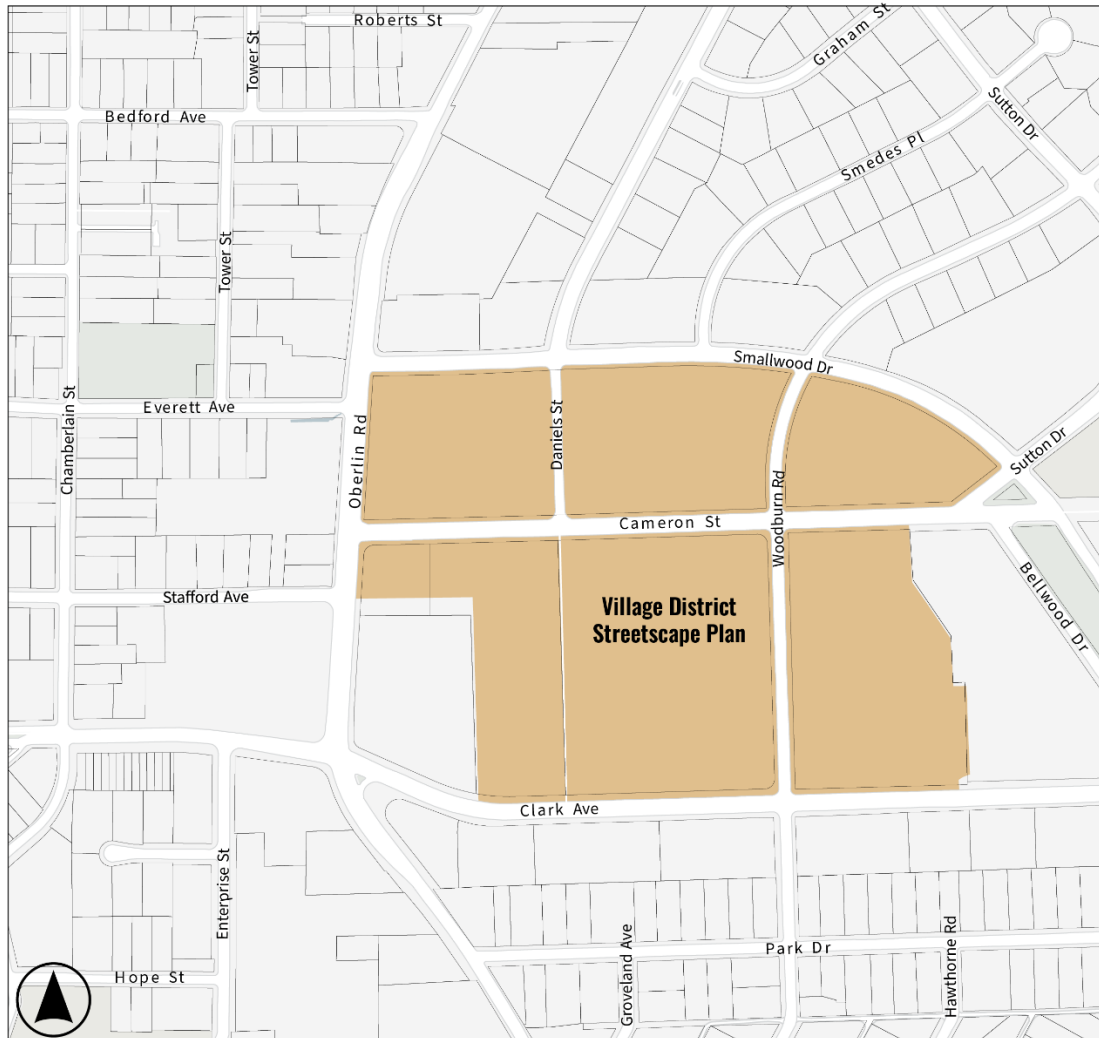 Roberts St
Graham St
Tower St
Sutton Dr
Bedford Ave
Smedes Pl
Tower St
Smallwood Dr
Everett Ave
Chamberlain St
Oberlin Rd
Daniels St
Sutton Dr
Woodburn Rd
Cameron St
Bellwood Dr
Stafford Ave
Village District
Streetscape Plan
Clark Ave
Enterprise St
Groveland Ave
Park Dr
Hawthorne Rd
Hope St